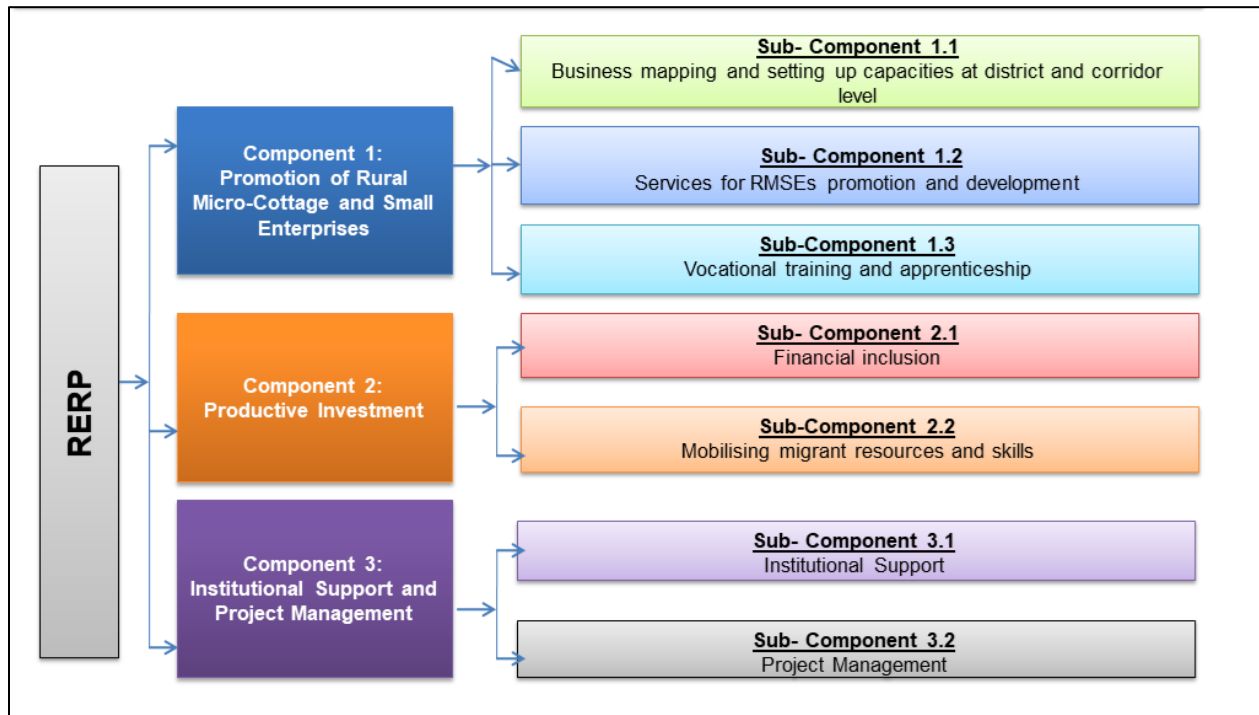 RERP
Component 1:
Promotion of Rural
Micro-Cottage and Small
Enterprises
Sub- Component 1.1
Business mapping and setting up capacities at district and corridor
level
Sub- Component 1.2
Services for RMSEs promotion and development
Sub-Component 1.3
Vocational training and apprenticeship
Component 2:
Productive Investment
Sub- Component 2.1
Financial inclusion
Sub-Component 2.2
Mobilising migrant resources and skills
Component 3:
Institutional Support and
Project Management
Sub- Component 3.1
Institutional Support
Sub- Component 3.2
Project Management